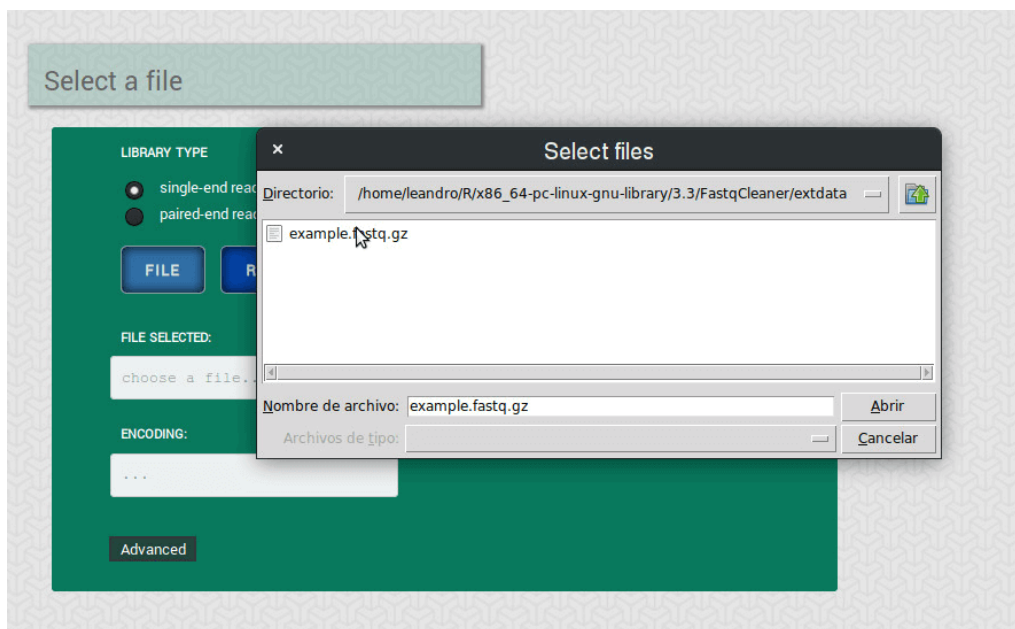 Select a file
LIBRARY TYPE
single-end read
paired-end read
FILE
R
FILE SELECTED:
choose a file..
ENCODING:
...
Advanced
×
Select files
Directorio:
/home/leandro/R/x86_64-pc-linux-gnu-library/3.3/FastqCleaner/extdata
example.fastq.gz
Nombre de archivo:
example.fastq.gz
Abrir
Archivos de tipo:
Cancelar